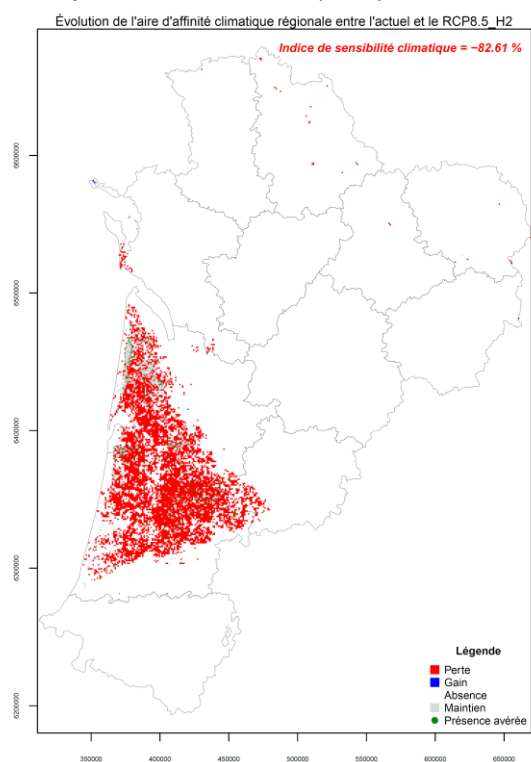 Évolution de l'aire d'affinité climatique régionale entre l'actuel et le RCP8.5_H2
Indice de sensibilité climatique = −82.61 %
6600000
6500000
6400000
6300000
6200000
Légende
Perte
Gain
Absence
Maintien
Présence avérée
350000 400000 450000 500000 550000 600000 650000